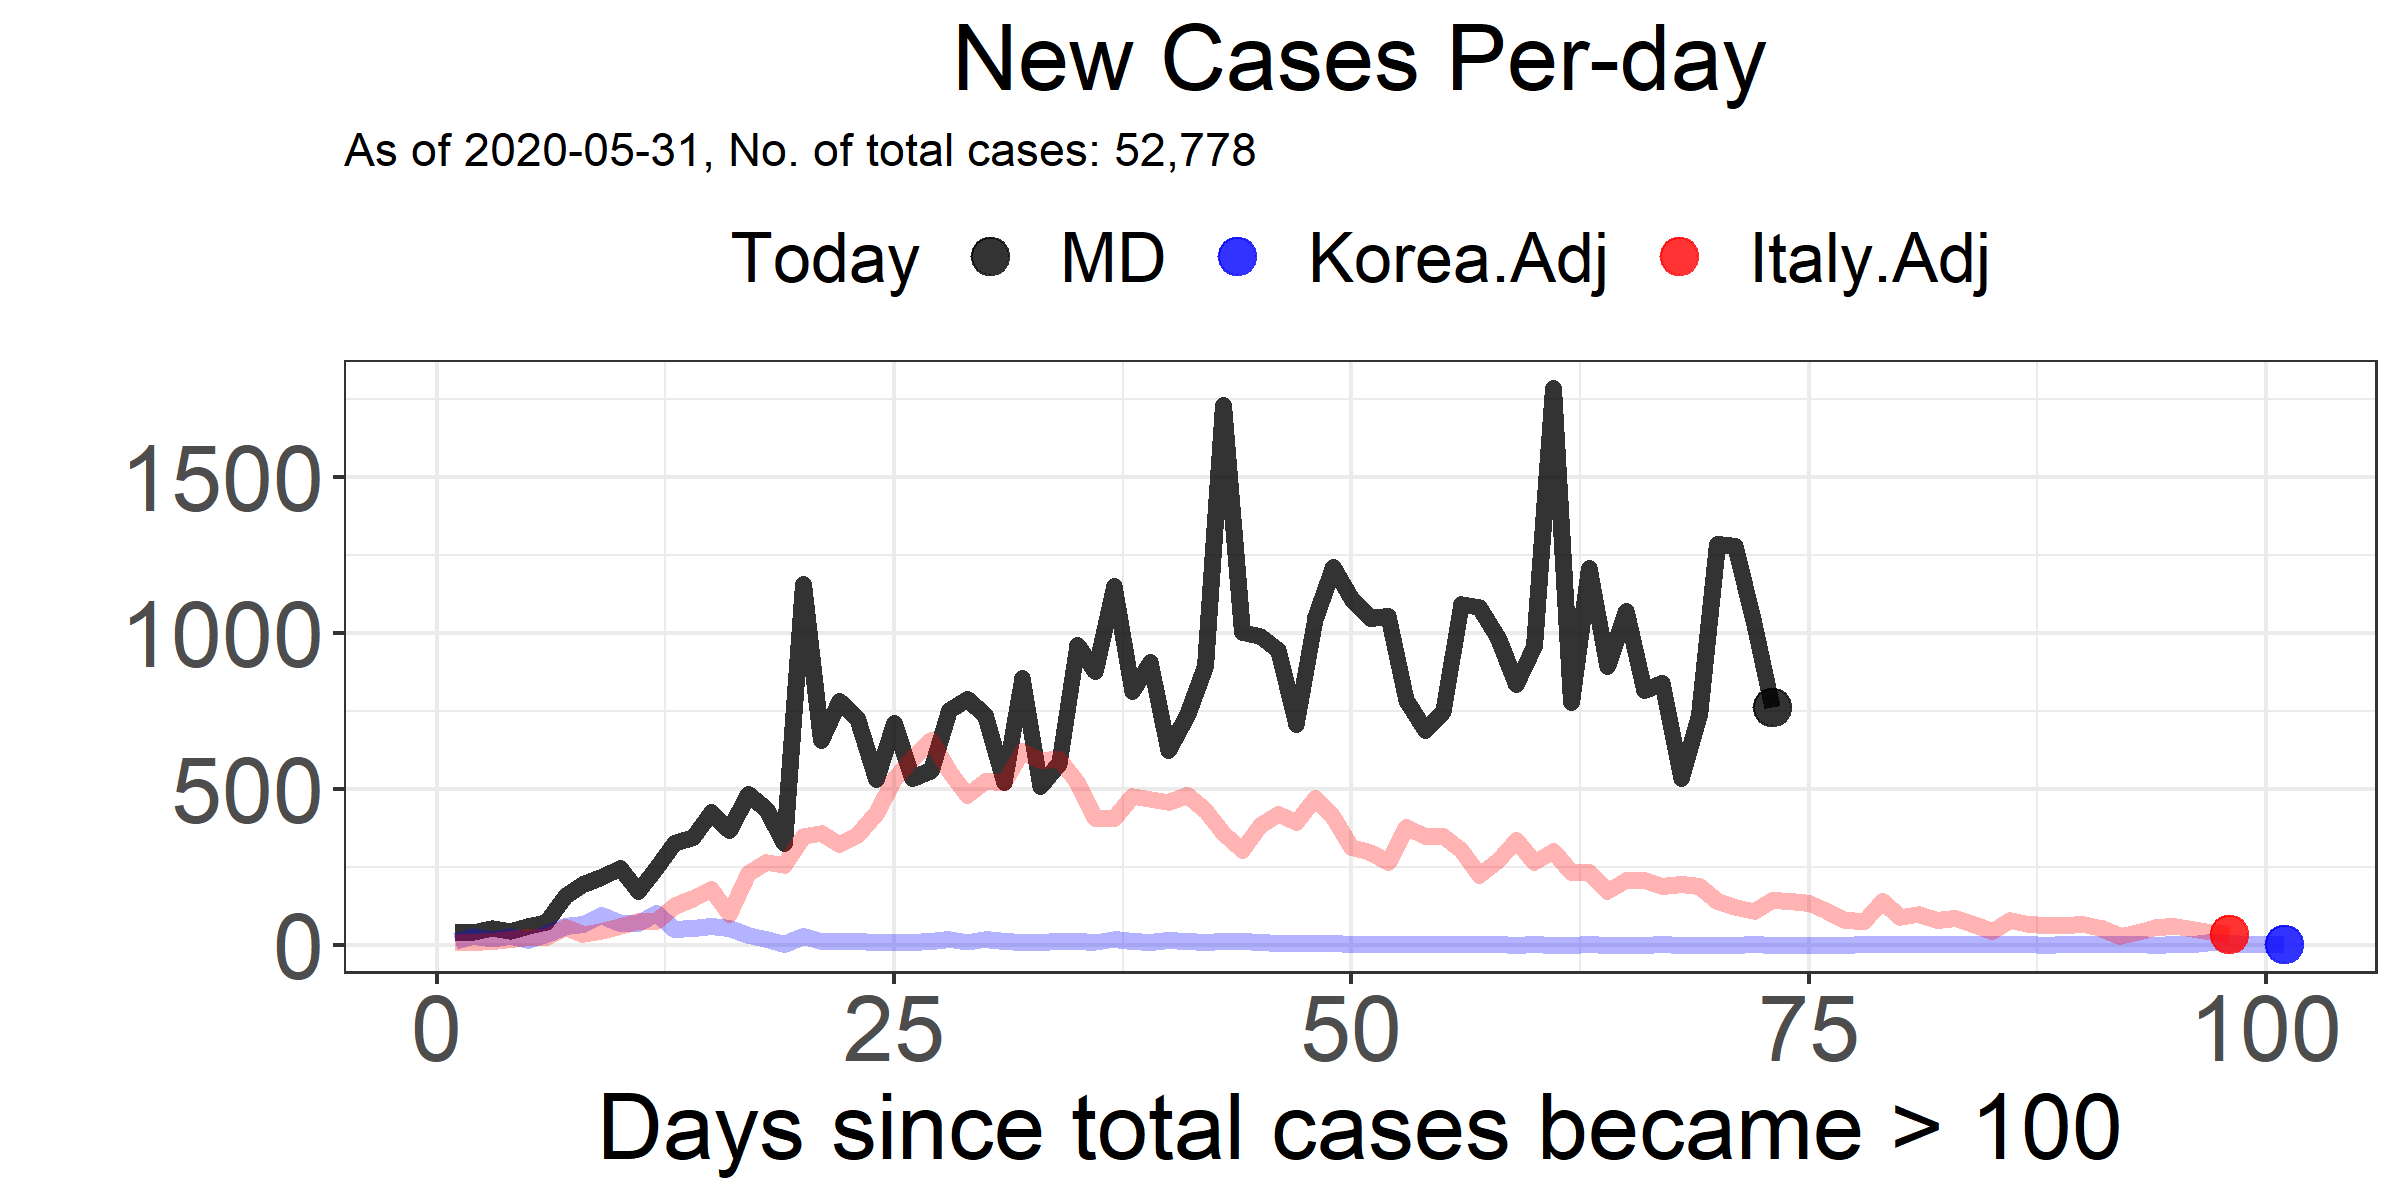 New Cases Per-day
As of 2020-05-31, No. of total cases: 52,778
Today MD Korea.Adj Italy.Adj
1500
1000
500
0
0 25 50 75 100
Days since total cases became > 100